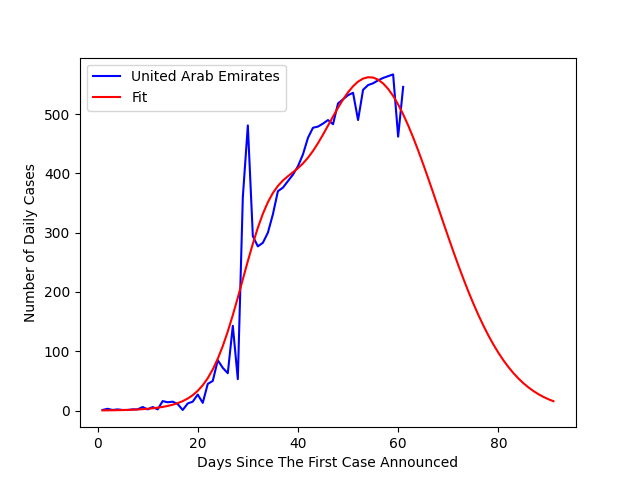 United Arab Emirates
Fit
500
400
300
200
100
0
Number of Daily Cases
0 20 40 60 80
Days Since The First Case Announced